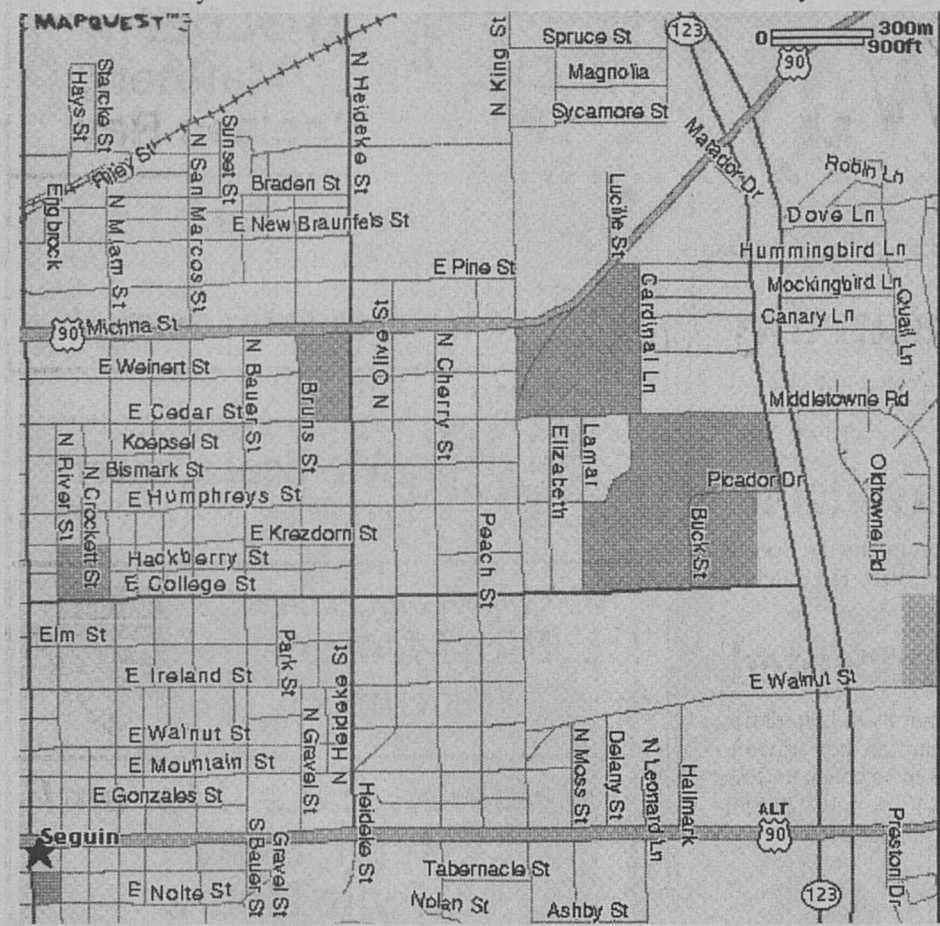 MAPQUEST™
123
0 300m
900ft
90
Spruce St
Magnolia
Sycamore St
N King St
N Heideke St
Starcke St
Hays St
Sunset St
N San Marcos St
Riley St
Braden St
Engbrock
N Mlam St
E New Braunfels St
E Pine St
Lucille St
Matador Dr
Robin Ln
Dove Ln
Hummingbird Ln
Mockingbird Ln
Canary Ln
Quail Ln
Cardinal Ln
90
Michna St
N Olive St
N Cherry St
E Weinert St
N Bauer St
Bruns St
E Cedar St
Middletowne Rd
Koepsel St
N River St
N Crockett St
Bismark St
E Humphreys St
Elizabeth
Lamar
Picador Dr
Buck St
Oldtowne Rd
E Krezdorn St
Peach St
Hackberry St
E College St
Elm St
Park St
N Heideke St
E Ireland St
E Walnut St
E Walnut St
N Gravel St
E Mountain St
E Gonzales St
Heideke St
N Moss St
Delany St
N Leonard Ln
Hallmark
ALT
90
Preston Dr
Seguin
S Bauer St
Gravel St
Tabernacle St
E Nolte St
Nolan St
Ashby St
123